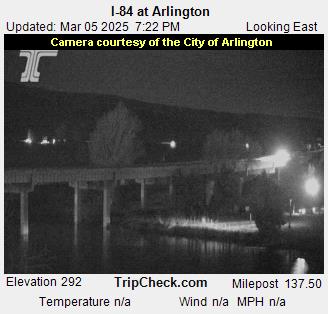 I-84 at Arlington
Updated: Mar 05 2025 7:22 PM Looking East
Camera courtesy of the City of Arlington
Elevation 292 TripCheck.com Milepost 137.50
Temperature n/a Wind n/a MPH n/a